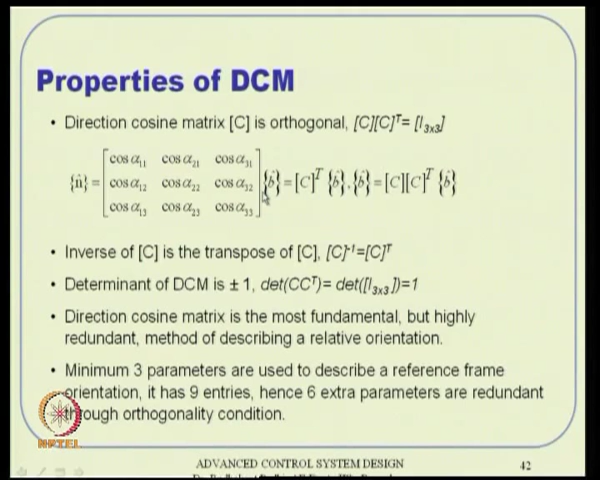 Properties of DCM
• Direction cosine matrix [C] is orthogonal, [C][C]ᵀ= [I₃ₓ₃]
{n̂} = [cos α₁₁ cos α₂₁ cos α₃₁
cos α₁₂ cos α₂₂ cos α₃₂
cos α₁₃ cos α₂₃ cos α₃₃] {b̂} = [C]ᵀ {b̂}. {b̂} = [C][C]ᵀ {b̂}
• Inverse of [C] is the transpose of [C], [C]⁻¹=[C]ᵀ
• Determinant of DCM is ± 1, det(CCᵀ)= det([I₃ₓ₃])=1
• Direction cosine matrix is the most fundamental, but highly
redundant, method of describing a relative orientation.
• Minimum 3 parameters are used to describe a reference frame
orientation, it has 9 entries, hence 6 extra parameters are redundant
through orthogonality condition.
NPTEL
ADVANCED CONTROL SYSTEM DESIGN
42